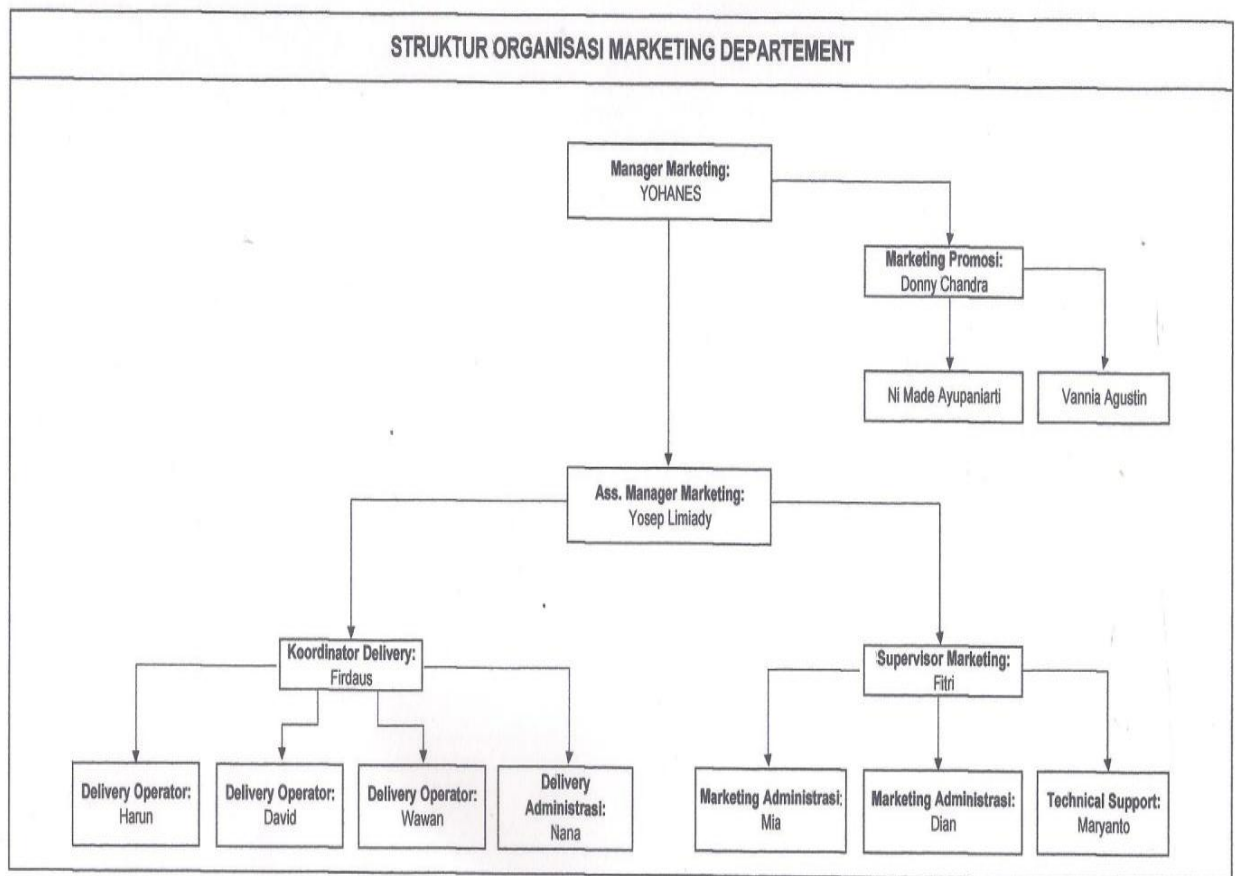 STRUKTUR ORGANISASI MARKETING DEPARTEMENT
Manager Marketing:
YOHANES
Marketing Promosi:
Donny Chandra
Ni Made Ayupaniarti
Vannia Agustin
Ass. Manager Marketing:
Yosep Limiady
Koordinator Delivery:
Firdaus
Supervisor Marketing:
Fitri
Delivery Operator:
Harun
Delivery Operator:
David
Delivery Operator:
Wawan
Delivery
Administrasi:
Nana
Marketing Administrasi:
Mia
Marketing Administrasi:
Dian
Technical Support:
Maryanto